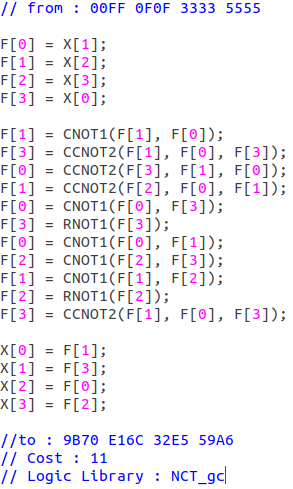 // from : 00FF 0F0F 3333 5555
F[0] = X[1];
F[1] = X[2];
F[2] = X[3];
F[3] = X[0];
F[1] = CNOT1(F[1], F[0]);
F[3] = CCNOT2(F[1], F[0], F[3]);
F[0] = CCNOT2(F[3], F[1], F[0]);
F[1] = CCNOT2(F[2], F[0], F[1]);
F[0] = CNOT1(F[0], F[3]);
F[3] = RNOT1(F[3]);
F[0] = CNOT1(F[0], F[1]);
F[2] = CNOT1(F[2], F[3]);
F[1] = CNOT1(F[1], F[2]);
F[2] = RNOT1(F[2]);
F[3] = CCNOT2(F[1], F[0], F[3]);
X[0] = F[1];
X[1] = F[3];
X[2] = F[0];
X[3] = F[2];
//to : 9B70 E16C 32E5 59A6
// Cost : 11
// Logic Library : NCT_gc